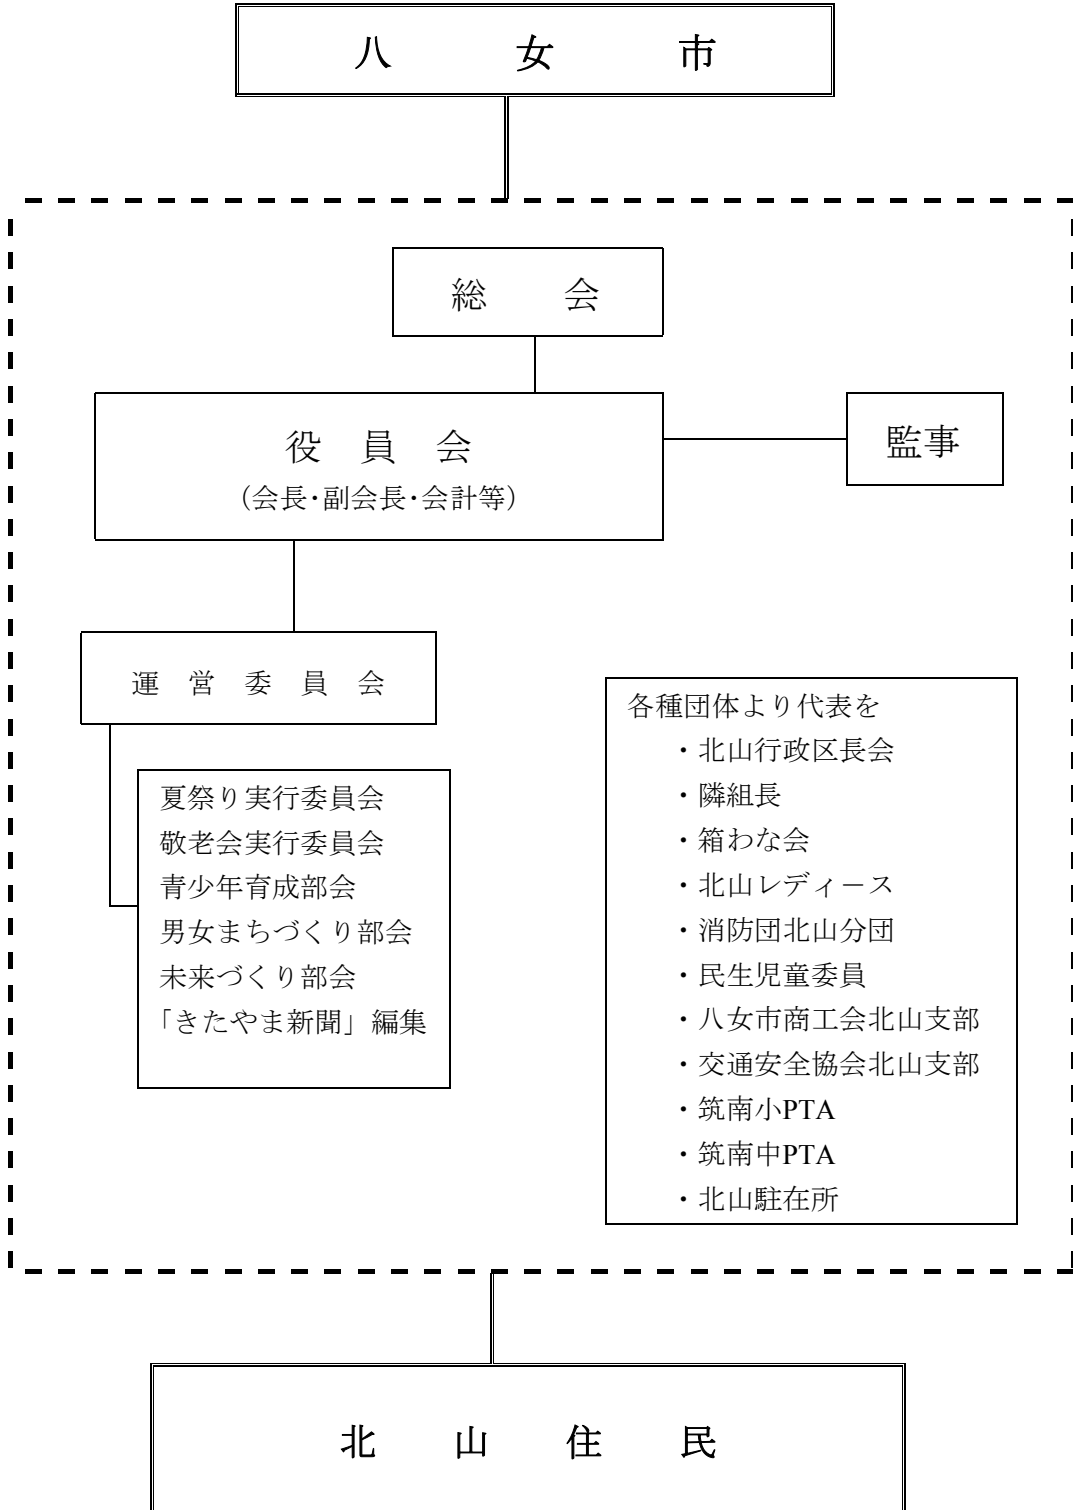 八女市
総会
役員会
（会長・副会長・会計等）
監事
運営委員会
夏祭り実行委員会
敬老会実行委員会
青少年育成部会
男女まちづくり部会
未来づくり部会
「きたやま新聞」編集
各種団体より代表を
・北山行政区長会
・隣組長
・箱わな会
・北山レディース
・消防団北山分団
・民生児童委員
・八女市商工会北山支部
・交通安全協会北山支部
・筑南小PTA
・筑南中PTA
・北山駐在所
北山住民